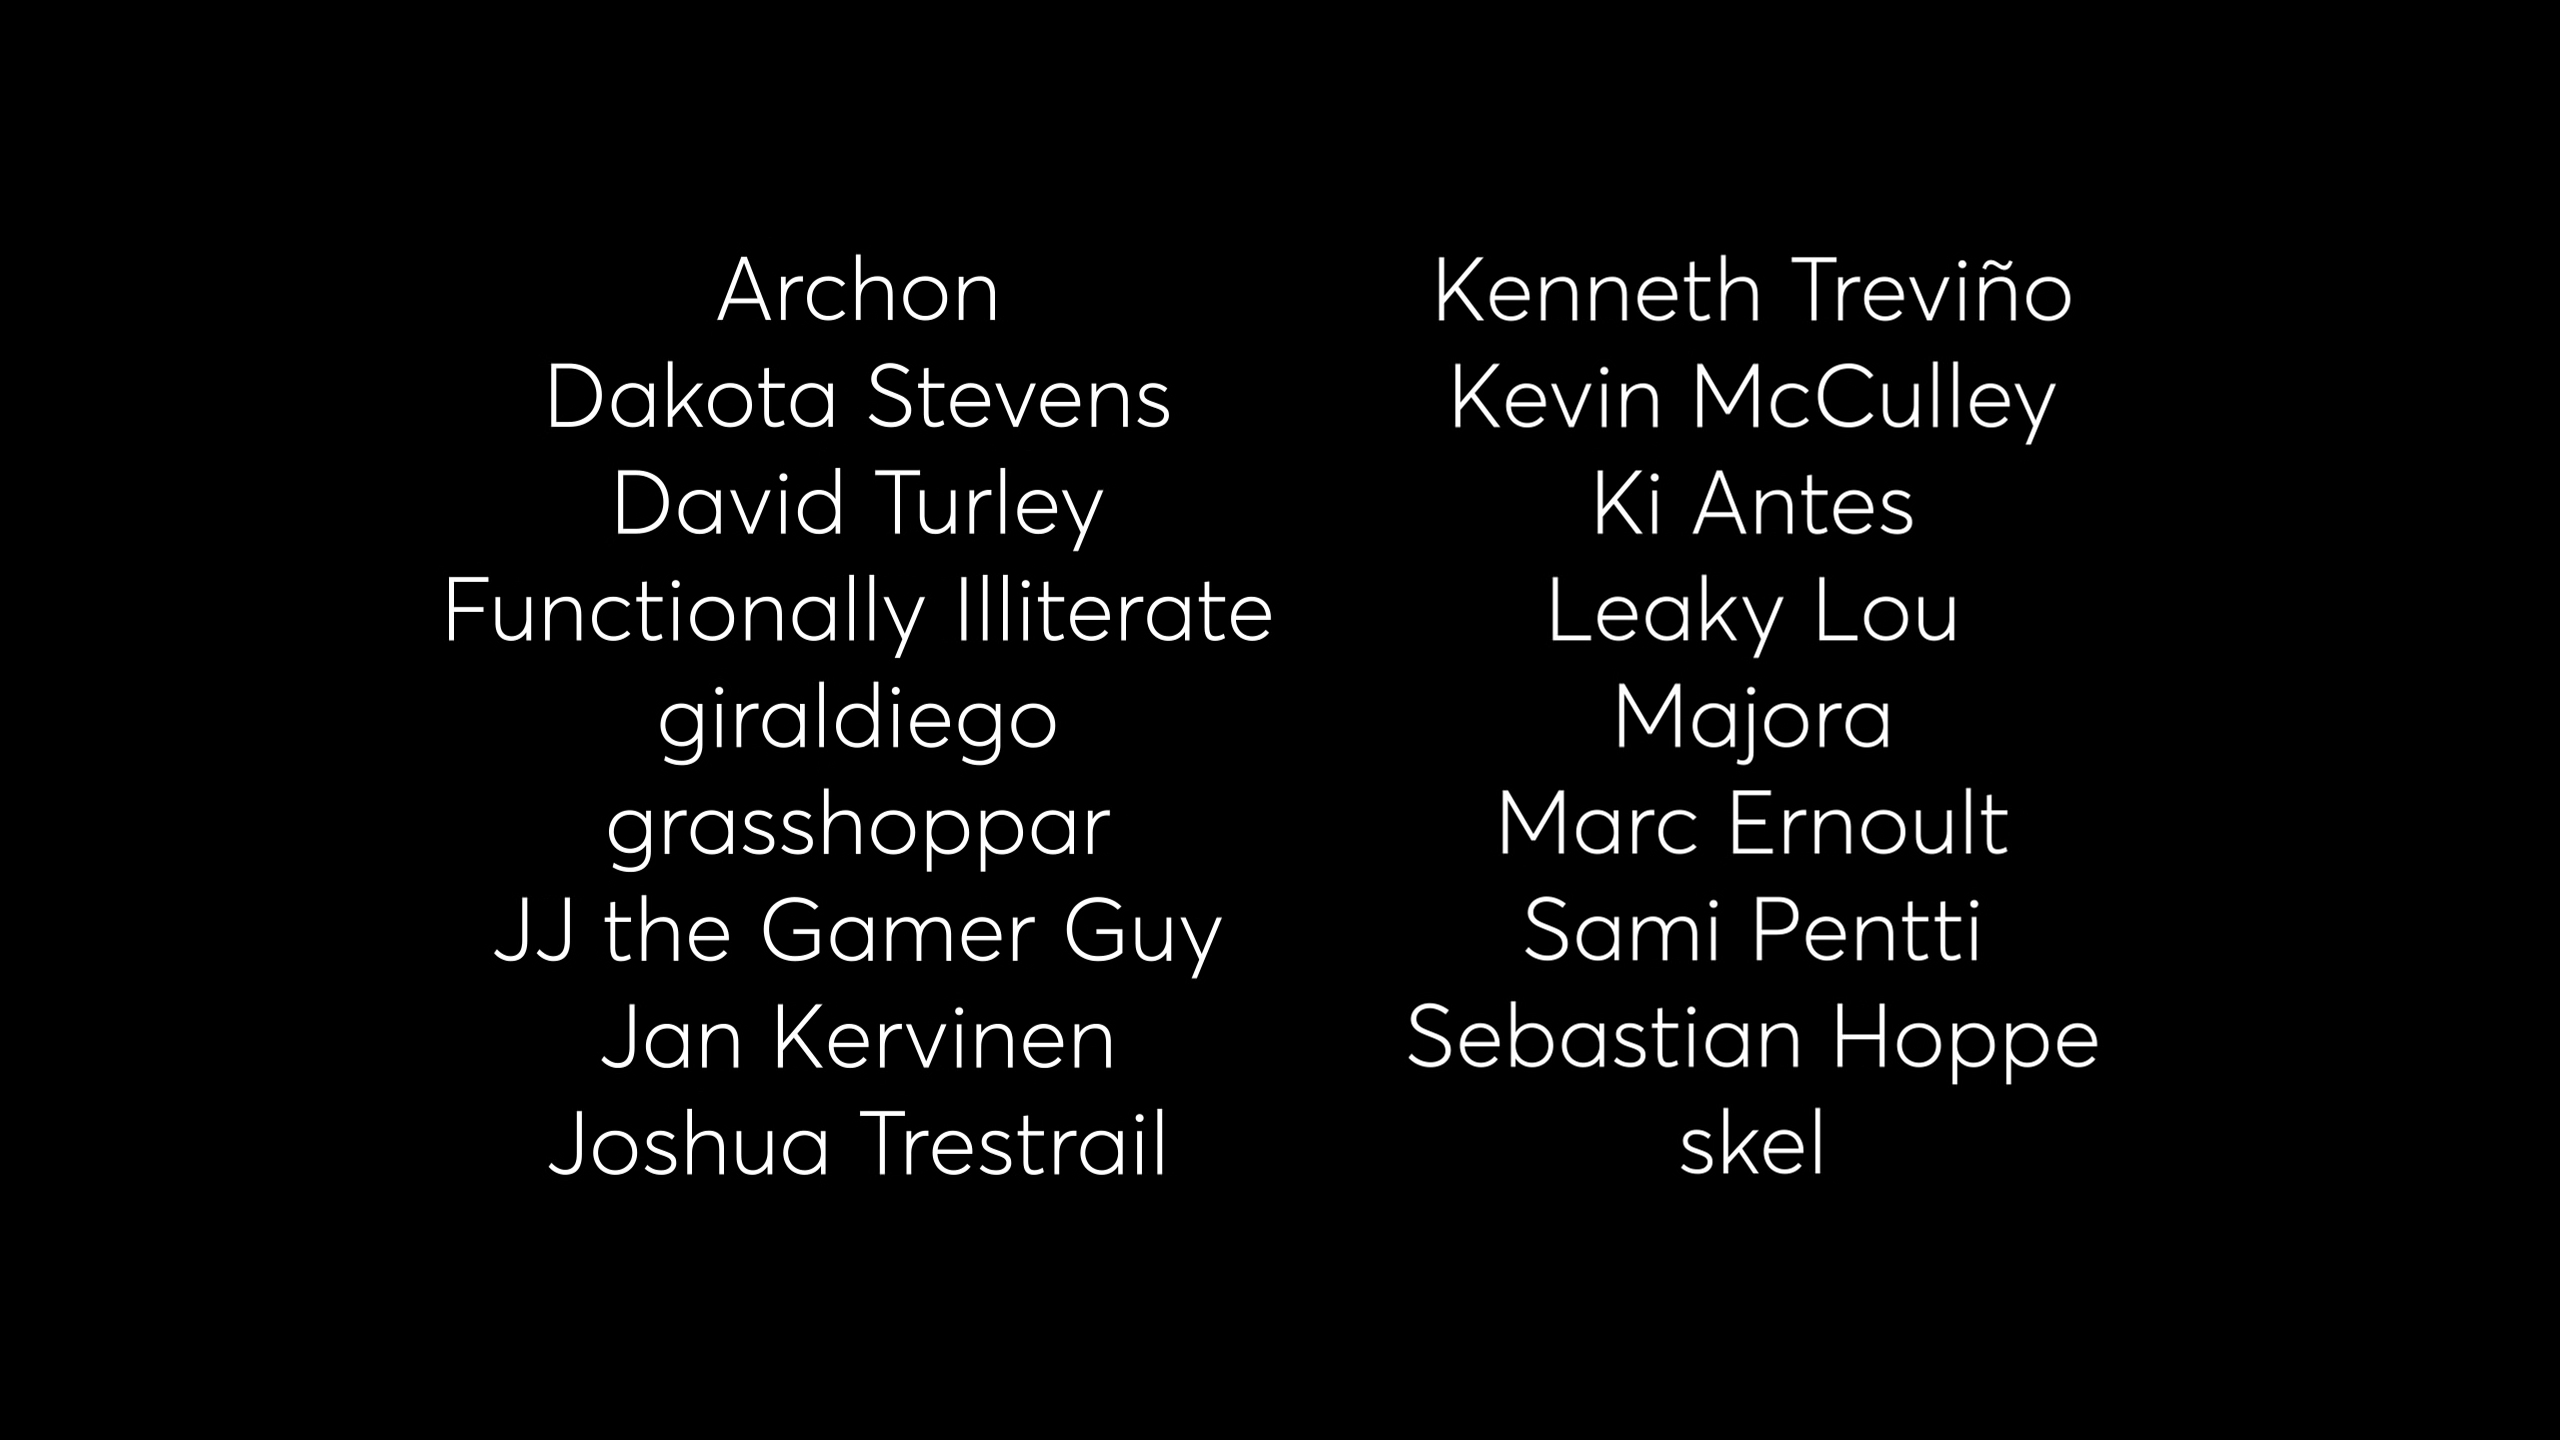 Archon
Dakota Stevens
David Turley
Functionally Illiterate
giraldiego
grasshoppar
JJ the Gamer Guy
Jan Kervinen
Joshua Trestrail
Kenneth Treviño
Kevin McCulley
Ki Antes
Leaky Lou
Majora
Marc Ernoult
Sami Pentti
Sebastian Hoppe
skel